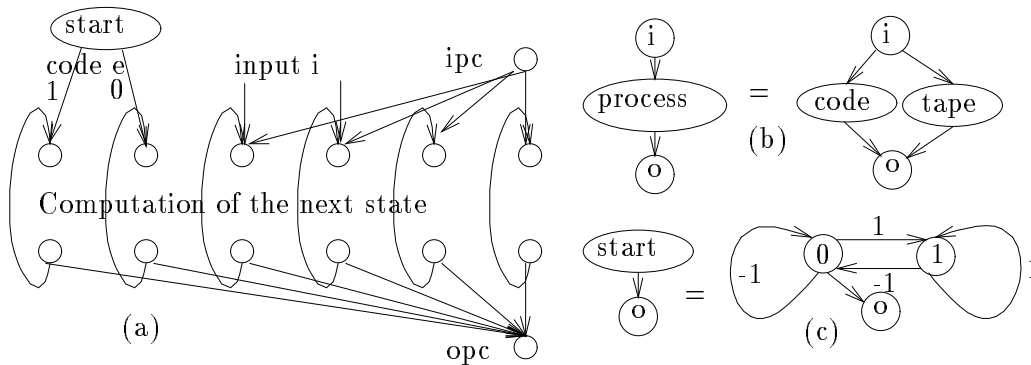 start
code e
1 0
input i
ipc
Computation of the next state
(a)
opc
i
process
o
=
i
code tape
o
(b)
start
o
=
-1
0
1
1
-1
o
(c)